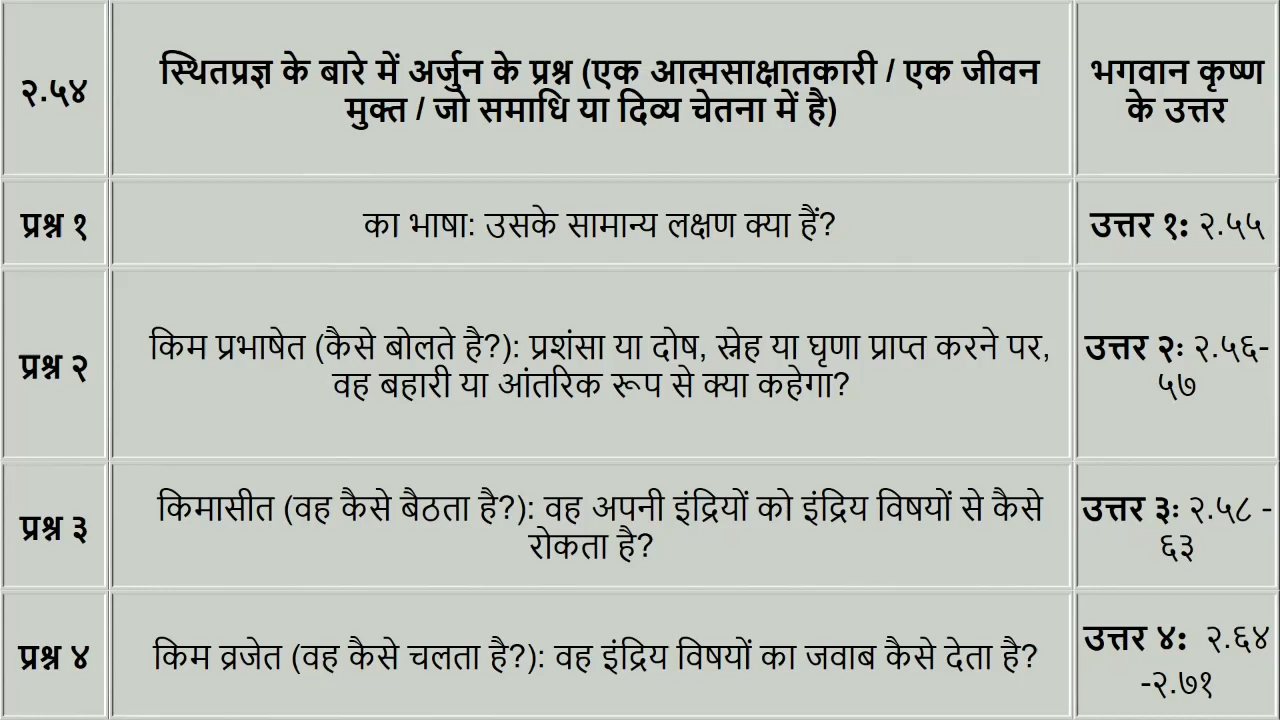 २.५४
स्थितप्रज्ञ के बारे में अर्जुन के प्रश्न (एक आत्मसाक्षातकारी / एक जीवन
मुक्त / जो समाधि या दिव्य चेतना में है)
भगवान कृष्ण
के उत्तर
प्रश्न १
का भाषा: उसके सामान्य लक्षण क्या हैं?
उत्तर १: २.५५
प्रश्न २
किम प्रभाषेत (कैसे बोलते है?): प्रशंसा या दोष, स्नेह या घृणा प्राप्त करने पर,
वह बहारी या आंतरिक रूप से क्या कहेगा?
उत्तर २: २.५६-
५७
प्रश्न ३
किमासीत (वह कैसे बैठता है?): वह अपनी इंद्रियों को इंद्रिय विषयों से कैसे
रोकता है?
उत्तर ३: २.५८ -
६३
प्रश्न ४
किम व्रजेत (वह कैसे चलता है?): वह इंद्रिय विषयों का जवाब कैसे देता है?
उत्तर ४: २.६४
-२.७१